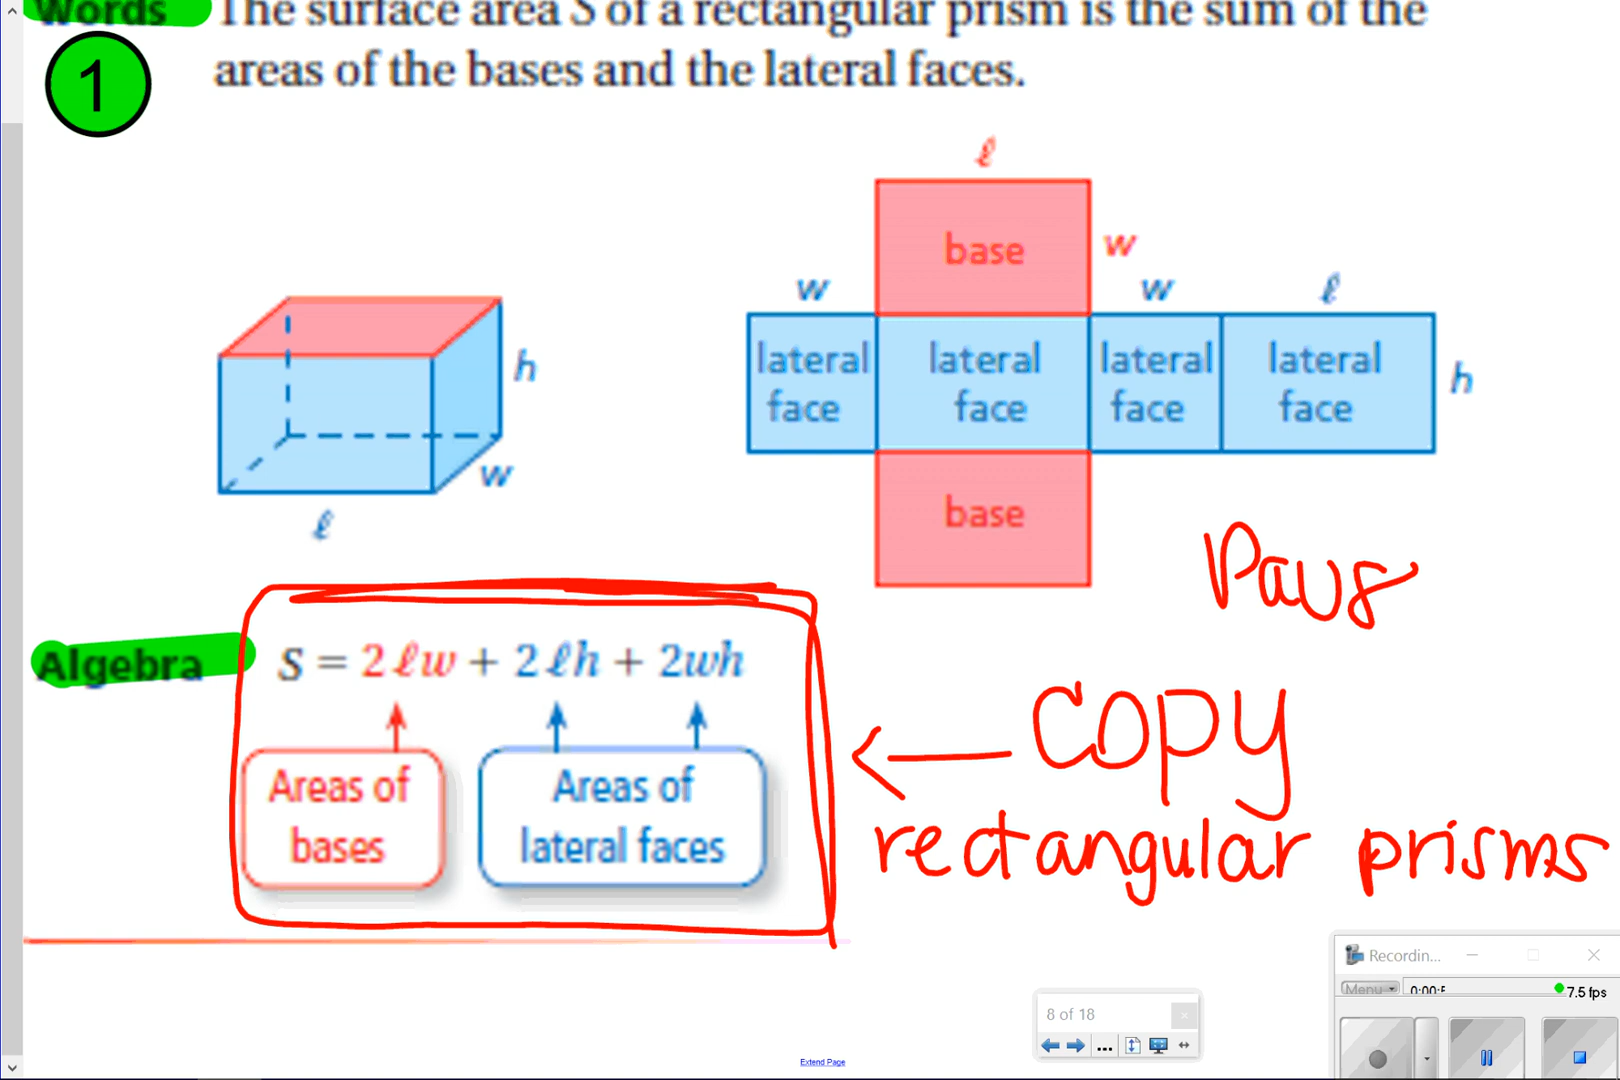 Words The surface area S of a rectangular prism is the sum of the
1 areas of the bases and the lateral faces.
ℓ
base w
w w ℓ
h
lateral face
lateral face
lateral face
lateral face
h
w
ℓ
base
Algebra S = 2ℓw + 2ℓh + 2wh
Areas of bases
Areas of lateral faces
← COPY
rectangular prisms
Recordin...
Menu
7.5 fps
8 of 18
...
Extend Page